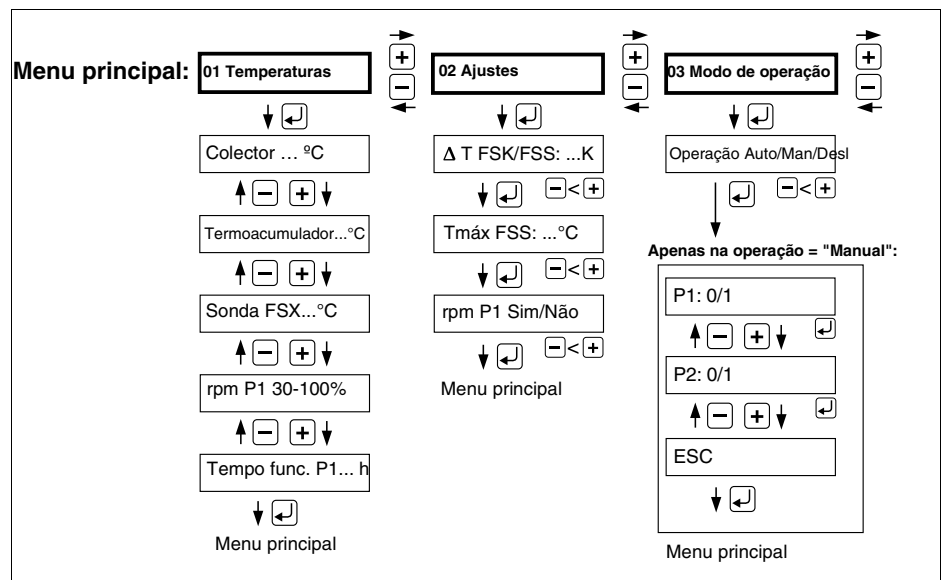 Menu principal:
01 Temperaturas
+
−
Colector ... ºC
− +
Termoacumulador...°C
− +
Sonda FSX...°C
− +
rpm P1 30-100%
− +
Tempo func. P1... h
Menu principal
02 Ajustes
+
−
Δ T FSK/FSS: ...K
−<+
Tmáx FSS: ...°C
−<+
rpm P1 Sim/Não
−<+
Menu principal
03 Modo de operação
+
−
Operação Auto/Man/Desl
−<+
Apenas na operação = "Manual":
P1: 0/1
− +
P2: 0/1
− +
ESC
Menu principal